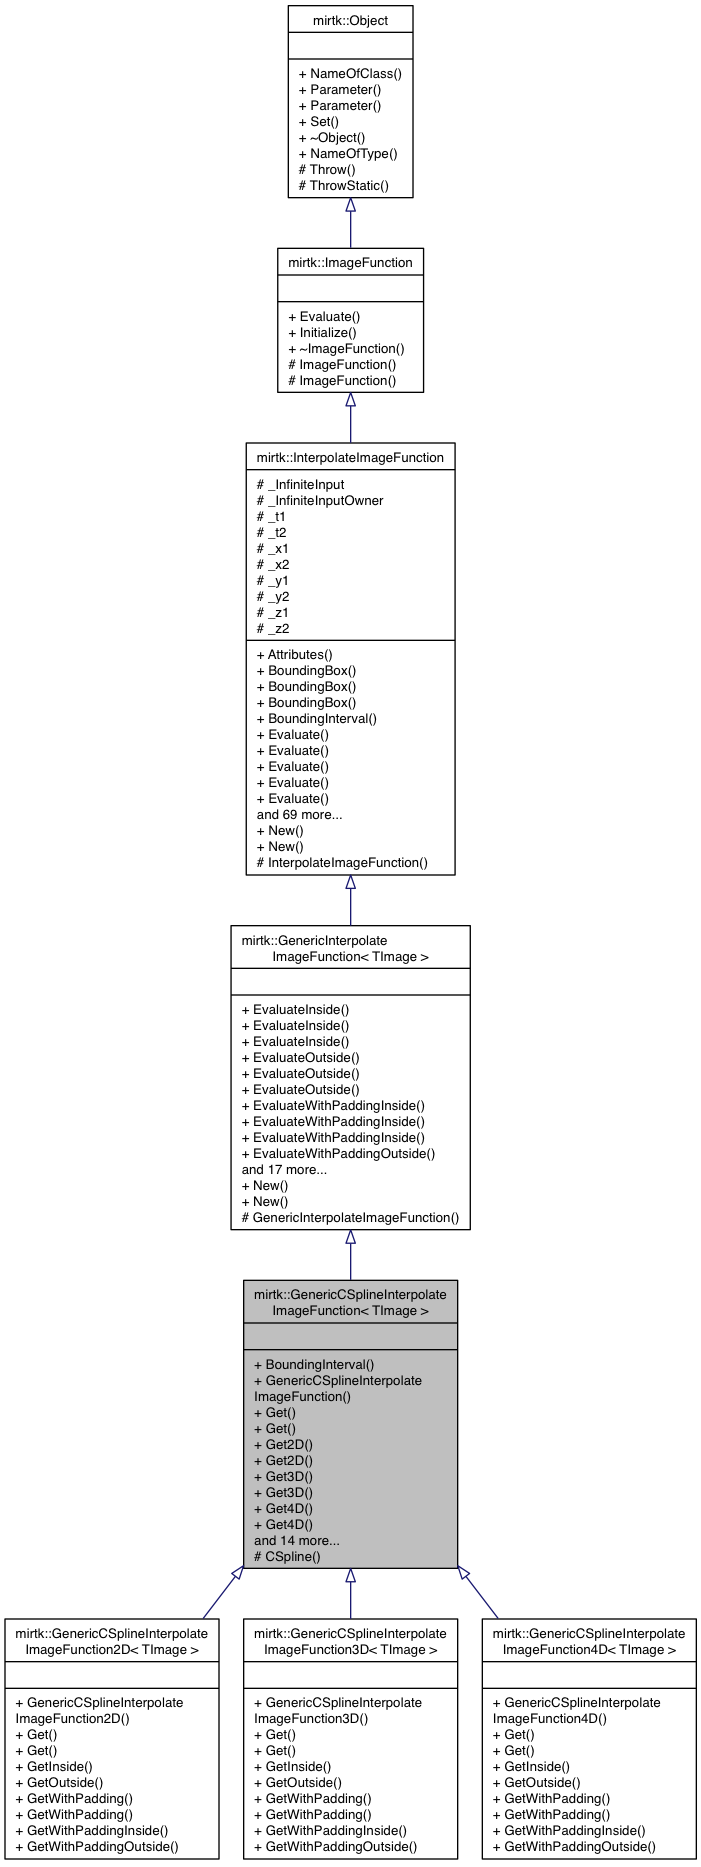 mirtk::Object
+ NameOfClass()
+ Parameter()
+ Parameter()
+ Set()
+ ~Object()
+ NameOfType()
# Throw()
# ThrowStatic()
mirtk::ImageFunction
+ Evaluate()
+ Initialize()
+ ~ImageFunction()
# ImageFunction()
# ImageFunction()
mirtk::InterpolateImageFunction
# _InfiniteInput
# _InfiniteInputOwner
# _t1
# _t2
# _x1
# _x2
# _y1
# _y2
# _z1
# _z2
+ Attributes()
+ BoundingBox()
+ BoundingBox()
+ BoundingBox()
+ BoundingInterval()
+ Evaluate()
+ Evaluate()
+ Evaluate()
+ Evaluate()
+ Evaluate()
and 69 more...
+ New()
+ New()
# InterpolateImageFunction()
mirtk::GenericInterpolate
ImageFunction< TImage >
+ EvaluateInside()
+ EvaluateInside()
+ EvaluateInside()
+ EvaluateOutside()
+ EvaluateOutside()
+ EvaluateOutside()
+ EvaluateWithPaddingInside()
+ EvaluateWithPaddingInside()
+ EvaluateWithPaddingInside()
+ EvaluateWithPaddingOutside()
and 17 more...
+ New()
+ New()
# GenericInterpolateImageFunction()
mirtk::GenericCSplineInterpolate
ImageFunction< TImage >
+ BoundingInterval()
+ GenericCSplineInterpolate
ImageFunction()
+ Get()
+ Get()
+ Get2D()
+ Get2D()
+ Get3D()
+ Get3D()
+ Get4D()
+ Get4D()
and 14 more...
# CSpline()
mirtk::GenericCSplineInterpolate
ImageFunction2D< TImage >
+ GenericCSplineInterpolate
ImageFunction2D()
+ Get()
+ Get()
+ GetInside()
+ GetOutside()
+ GetWithPadding()
+ GetWithPadding()
+ GetWithPaddingInside()
+ GetWithPaddingOutside()
mirtk::GenericCSplineInterpolate
ImageFunction3D< TImage >
+ GenericCSplineInterpolate
ImageFunction3D()
+ Get()
+ Get()
+ GetInside()
+ GetOutside()
+ GetWithPadding()
+ GetWithPadding()
+ GetWithPaddingInside()
+ GetWithPaddingOutside()
mirtk::GenericCSplineInterpolate
ImageFunction4D< TImage >
+ GenericCSplineInterpolate
ImageFunction4D()
+ Get()
+ Get()
+ GetInside()
+ GetOutside()
+ GetWithPadding()
+ GetWithPadding()
+ GetWithPaddingInside()
+ GetWithPaddingOutside()